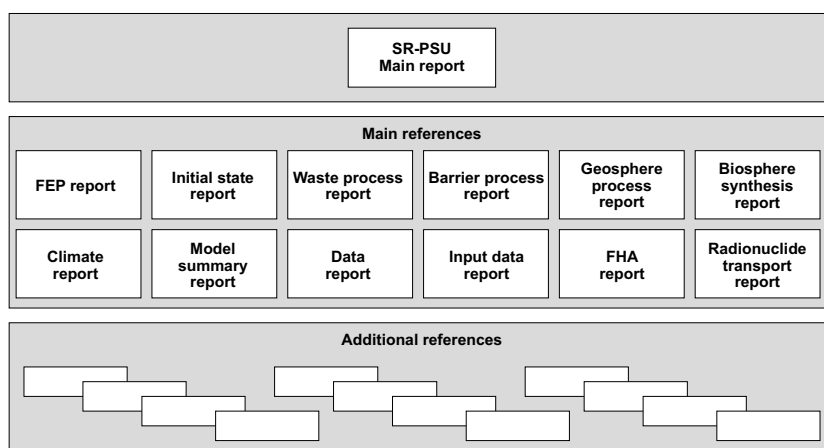 SR-PSU
Main report
Main references
FEP report
Initial state
report
Waste process
report
Barrier process
report
Geosphere
process
report
Biosphere
synthesis
report
Climate
report
Model
summary
report
Data
report
Input data
report
FHA
report
Radionuclide
transport
report
Additional references